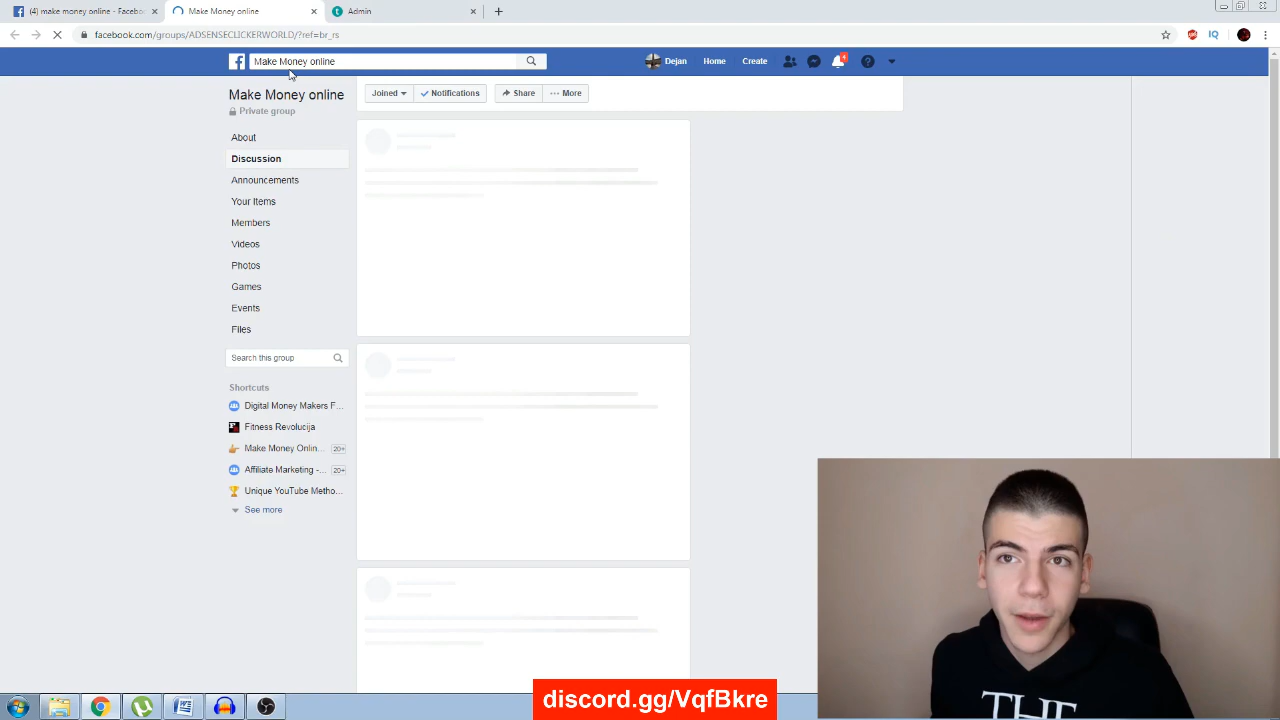 (4) make money online - Faceboo
Make Money online
Admin
facebook.com/groups/ADSENSECLICKERWORLD/?ref=br_rs
Make Money online
Dejan
Home
Create
Make Money online
Private group
Joined
Notifications
Share
More
About
Discussion
Announcements
Your Items
Members
Videos
Photos
Games
Events
Files
Search this group
Shortcuts
Digital Money Makers F...
Fitness Revolucija
Make Money Onlin... 20+
Affiliate Marketing -... 20+
Unique YouTube Metho...
See more
THE
discord.gg/VqfBkre